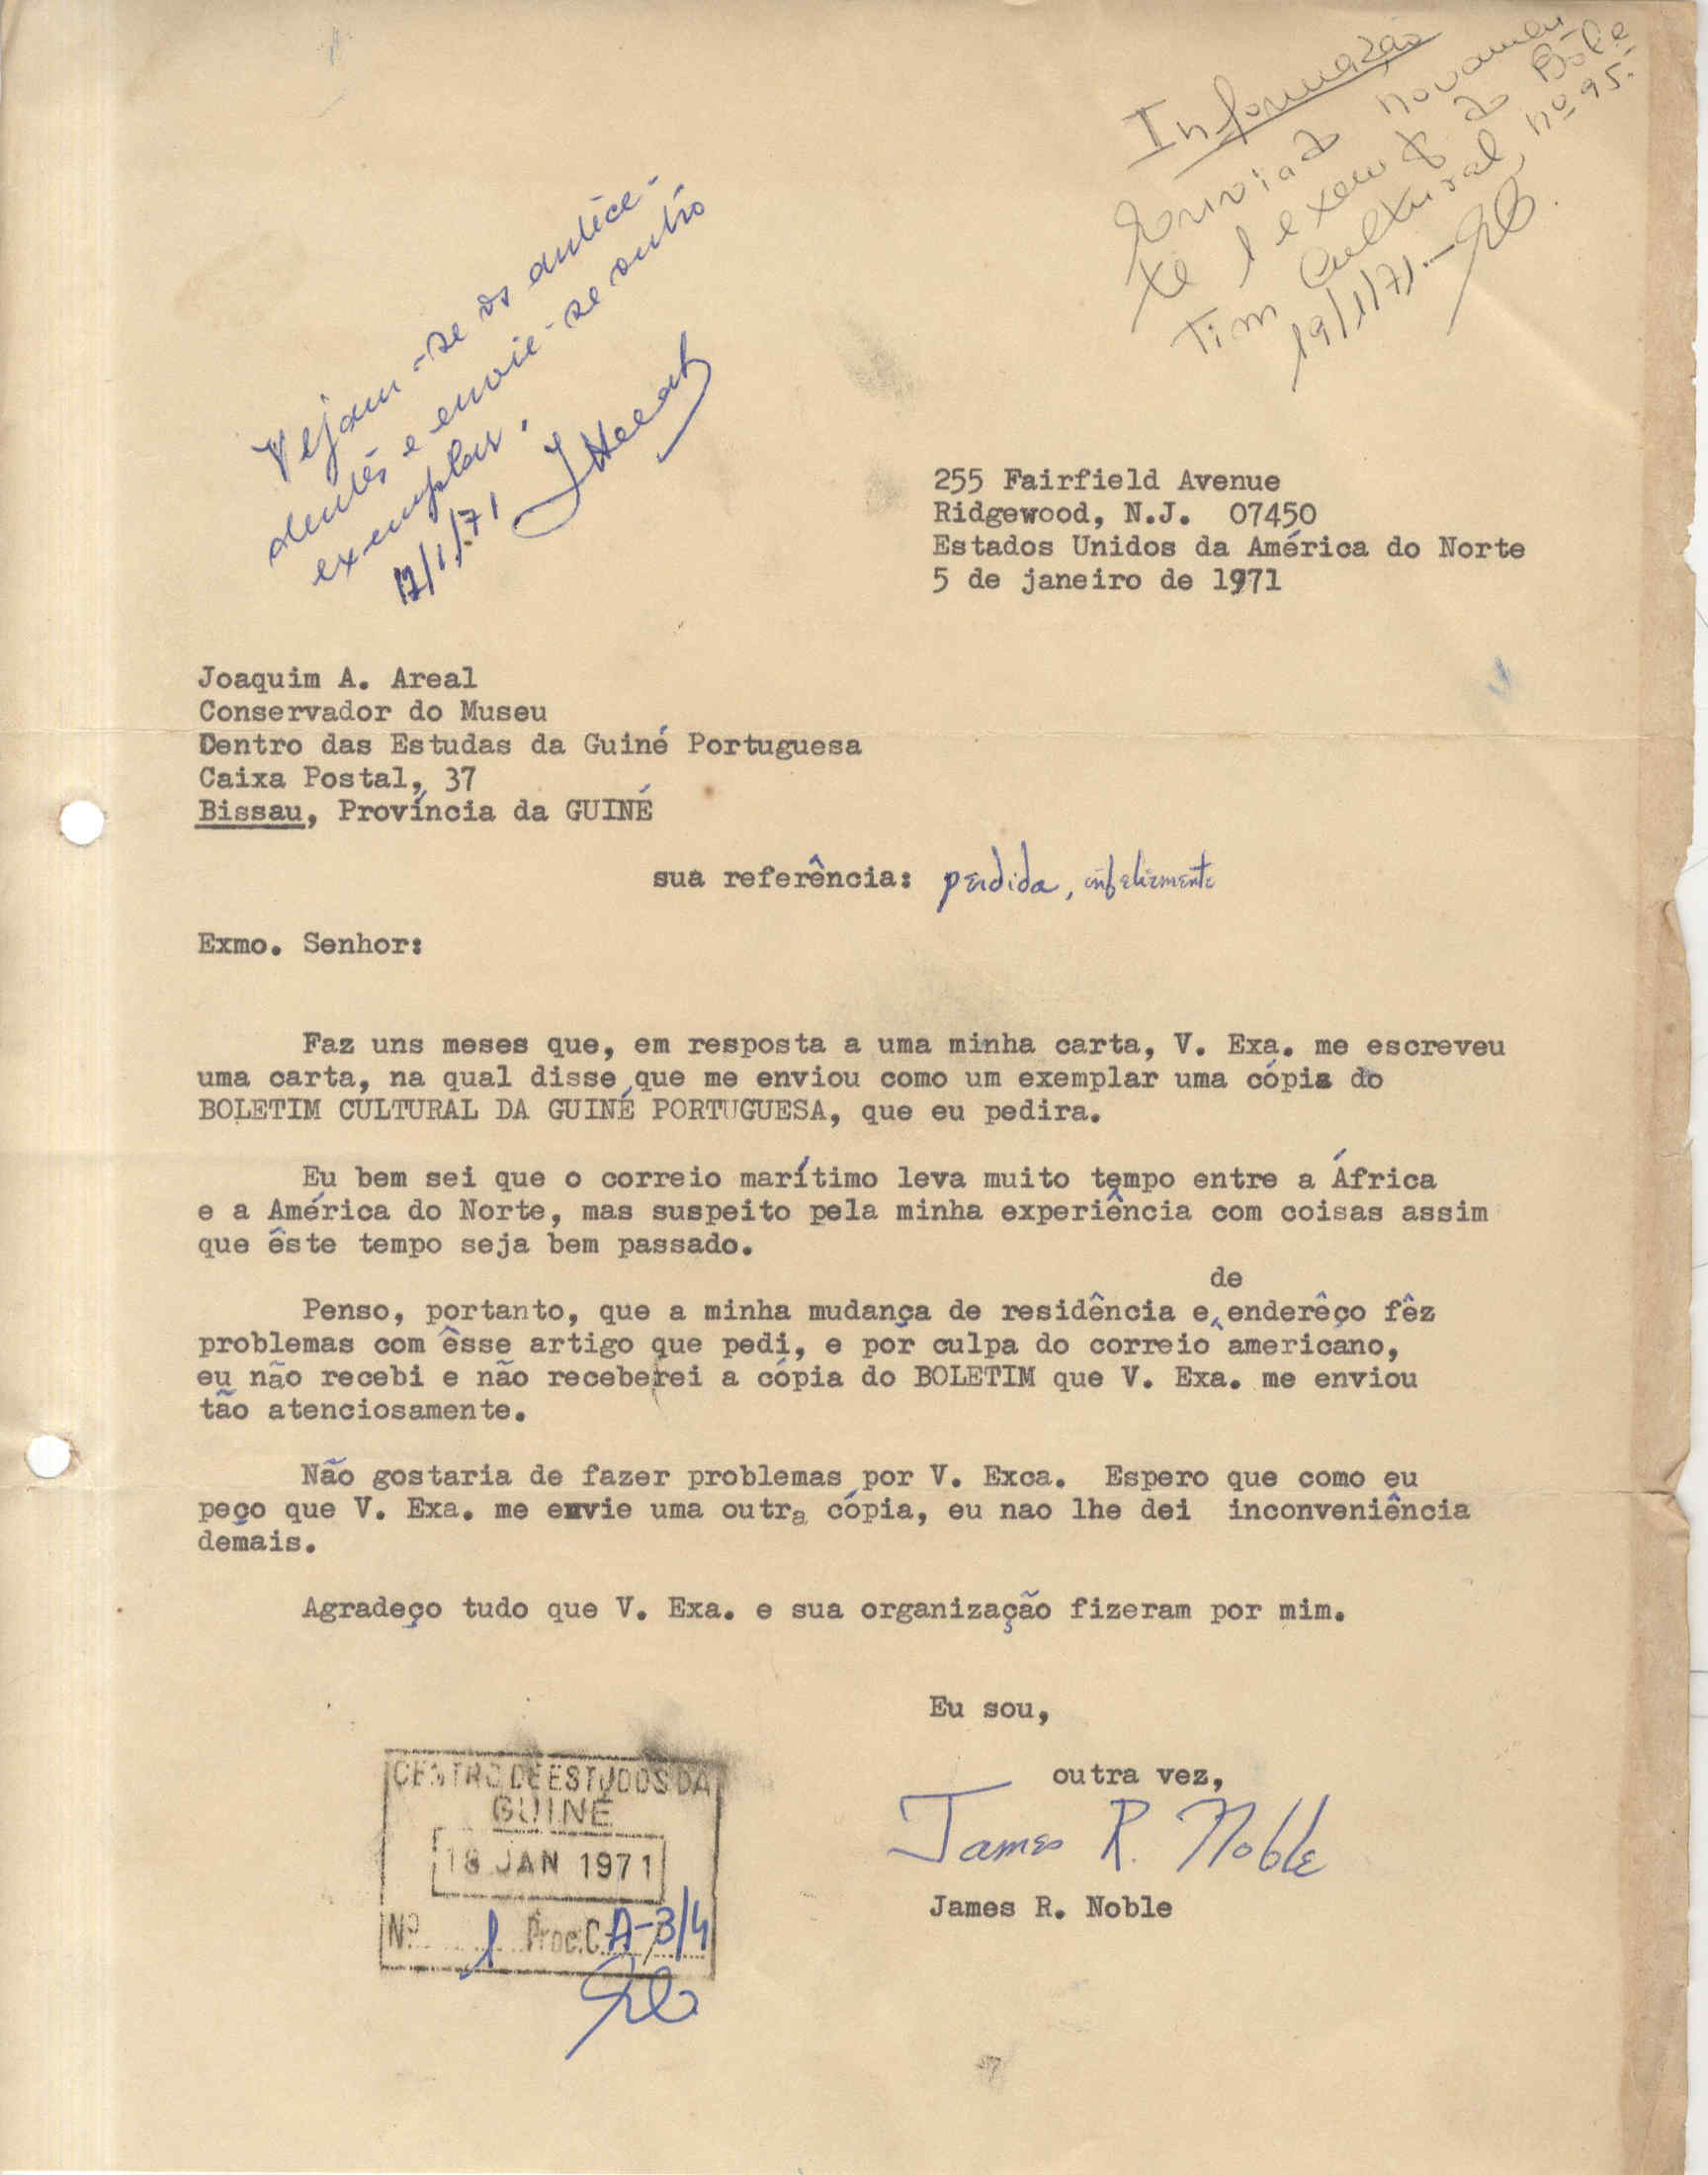 Informação
Enviado novamen
te 1 exempº do Bole
tim Cultural, nº 95.
19/1/71.—
Vejam-se os antece-
dentes e envie-se outro
exemplar.
/1/71
255 Fairfield Avenue
Ridgewood, N.J.  07450
Estados Unidos da América do Norte
5 de janeiro de 1971
Joaquim A. Areal
Conservador do Museu
Centro das Estudas da Guiné Portuguesa
Caixa Postal, 37
Bissau, Província da GUINÉ
sua referência: perdida, infelizmente
Exmo. Senhor:
Faz uns meses que, em resposta a uma minha carta, V. Exa. me escreveu
uma carta, na qual disse que me enviou como um exemplar uma cópia do
BOLETIM CULTURAL DA GUINÉ PORTUGUESA, que eu pedira.
Eu bem sei que o correio marítimo leva muito tempo entre a África
e a América do Norte, mas suspeito pela minha experiência com coisas assim
que êste tempo seja bem passado.
de
Penso, portanto, que a minha mudança de residência e enderêço fêz
problemas com êsse artigo que pedi, e por culpa do correio americano,
eu não recebi e não receberei a cópia do BOLETIM que V. Exa. me enviou
tão atenciosamente.
Não gostaria de fazer problemas por V. Exca.  Espero que como eu
peço que V. Exa. me envie uma outra cópia, eu nao lhe dei  inconveniência
demais.
Agradeço tudo que V. Exa. e sua organização fizeram por mim.
Eu sou,
outra vez,
James R. Noble
James R. Noble
CENTRO DE ESTUDOS DA
GUINÉ
18 JAN 1971
Nº 1 Proc. C. A-3/4